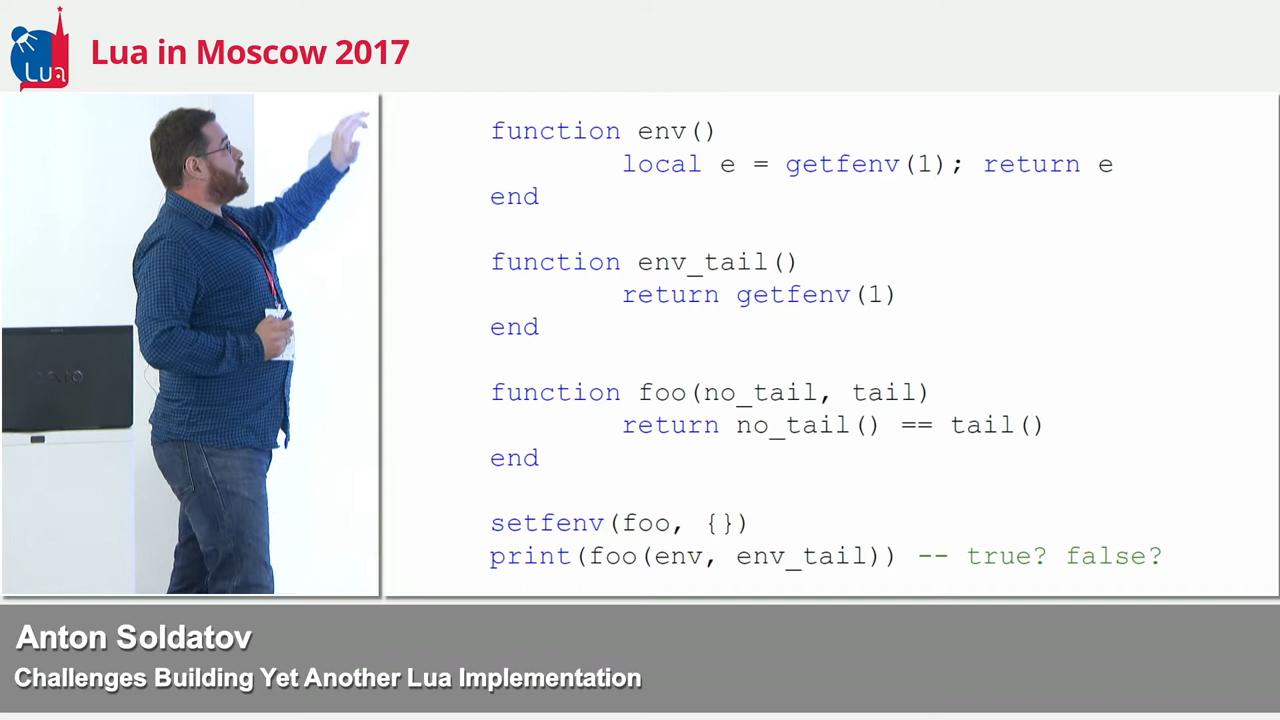 Lua
Lua in Moscow 2017
function env()
local e = getfenv(1); return e
end
function env_tail()
return getfenv(1)
end
function foo(no_tail, tail)
return no_tail() == tail()
end
setfenv(foo, {})
print(foo(env, env_tail)) -- true? false?
VAIO
Anton Soldatov
Challenges Building Yet Another Lua Implementation